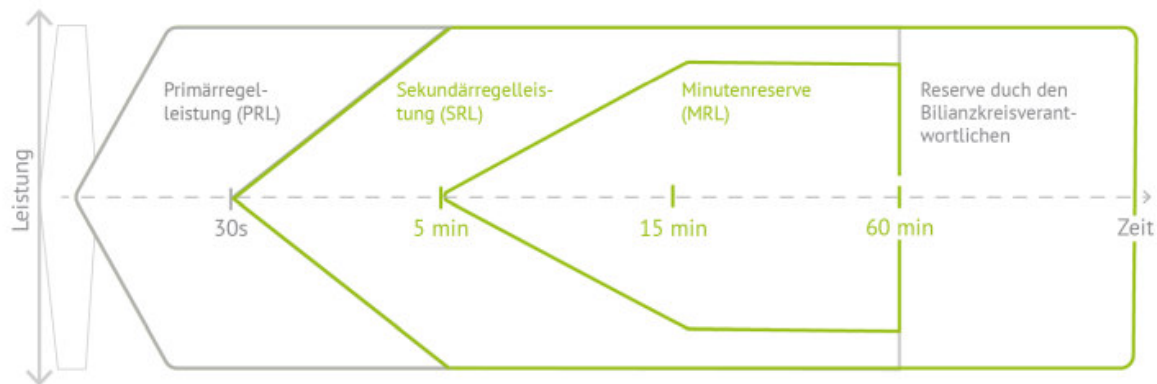 Leistung
Primärregel-
leistung (PRL)
Sekundärregelleis-
tung (SRL)
Minutenreserve
(MRL)
Reserve duch den
Bilianzkreisverant-
wortlichen
30s
5 min
15 min
60 min
Zeit